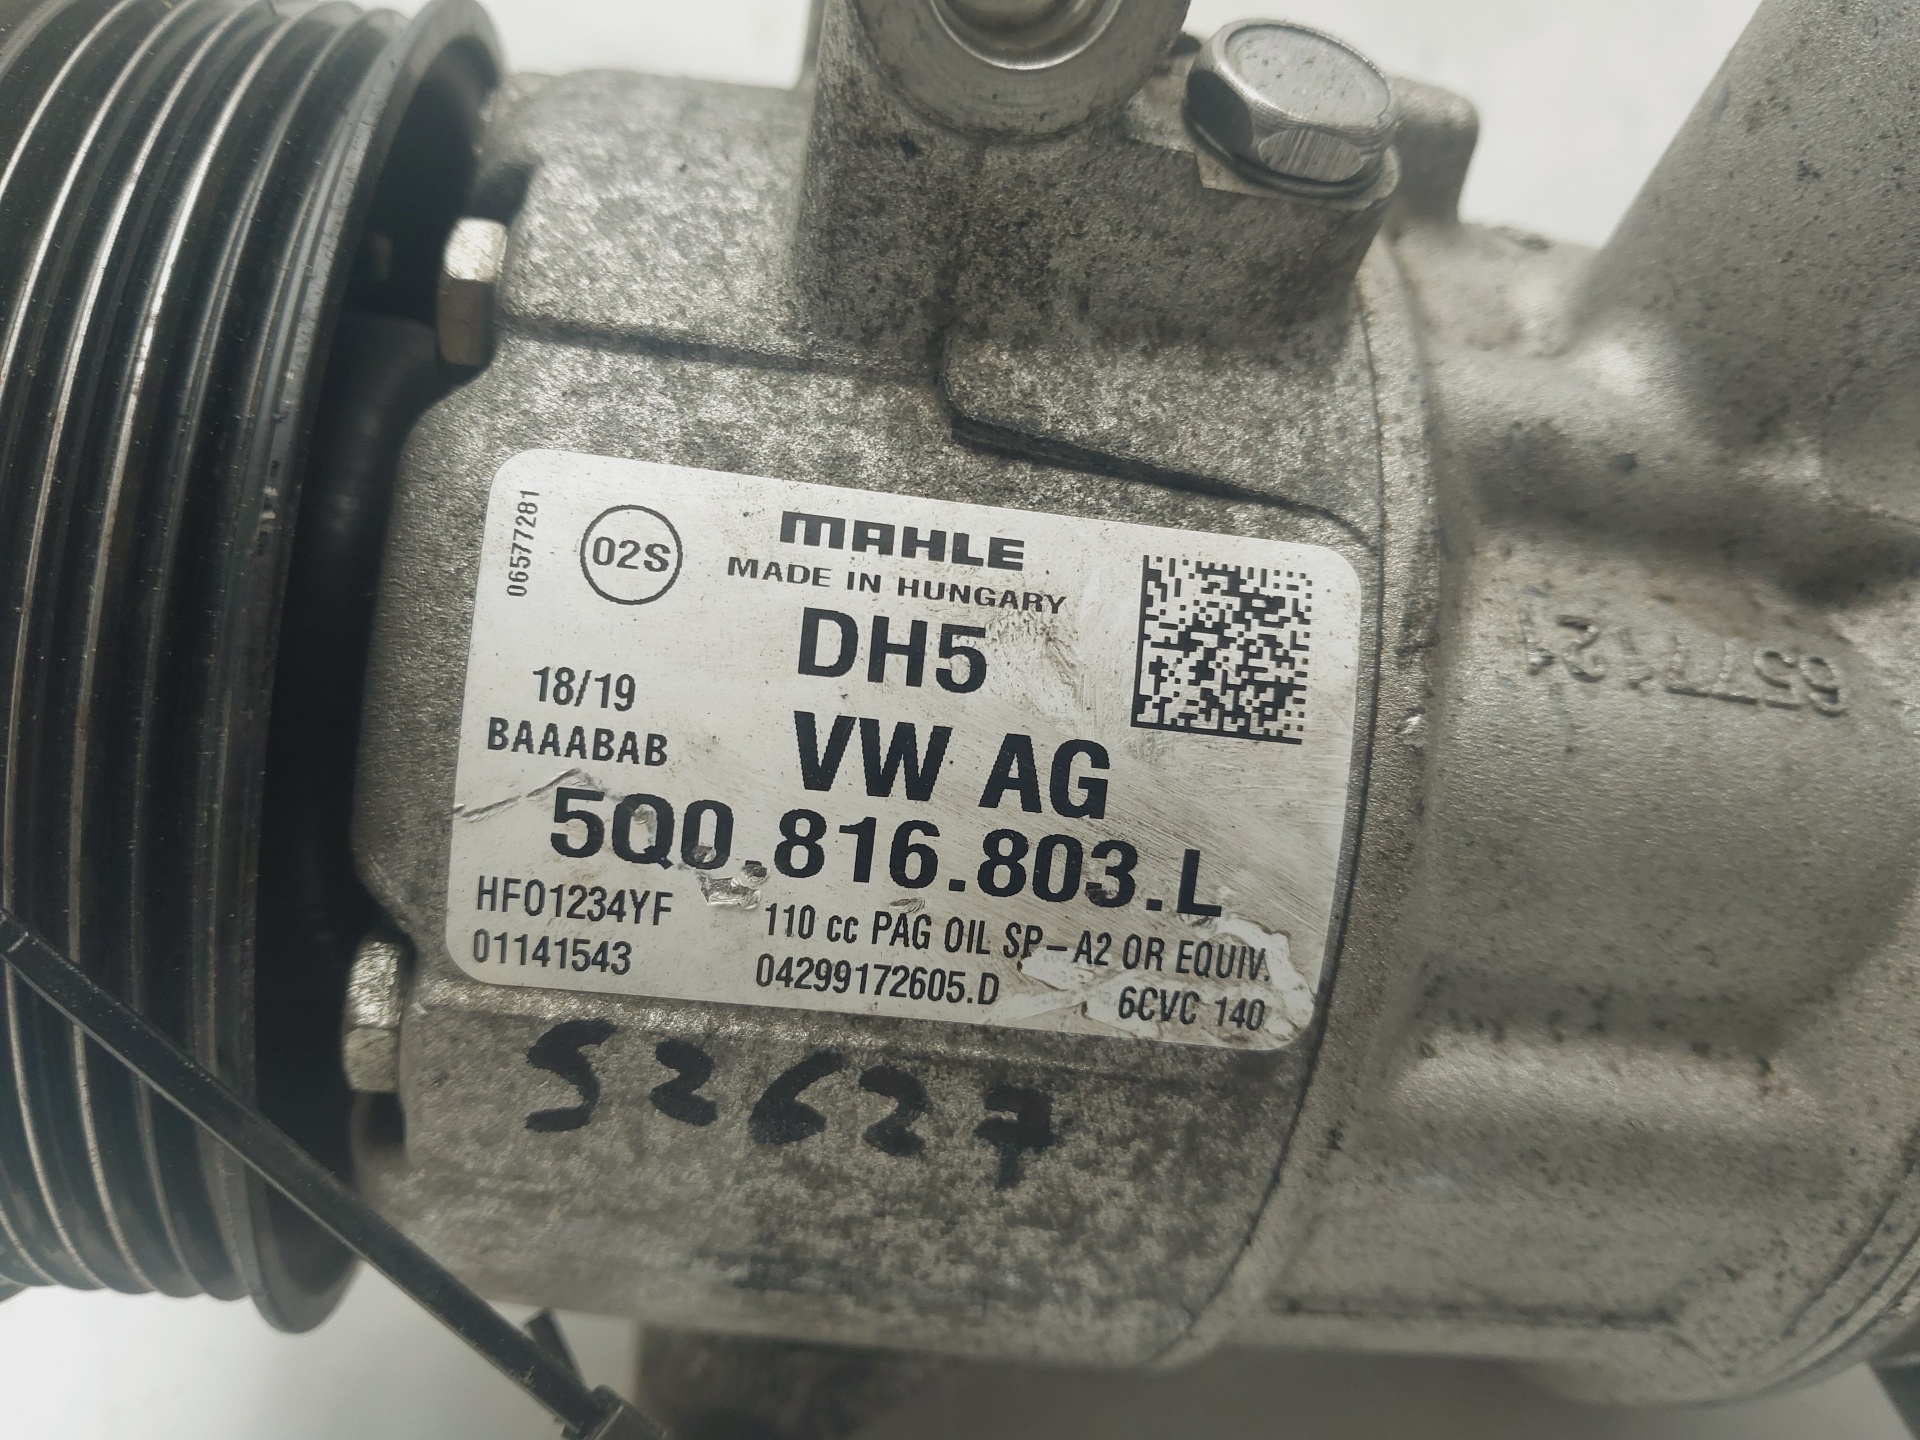 06577281
02S
MAHLE
MADE IN HUNGARY
DH5
18/19
VW AG
BAAABAB
5Q0.816.803.L
HFO1234YF
110 cc PAG OIL SP-A2 OR EQUIV.
01141543
04299172605.D
6CVC 140
52627